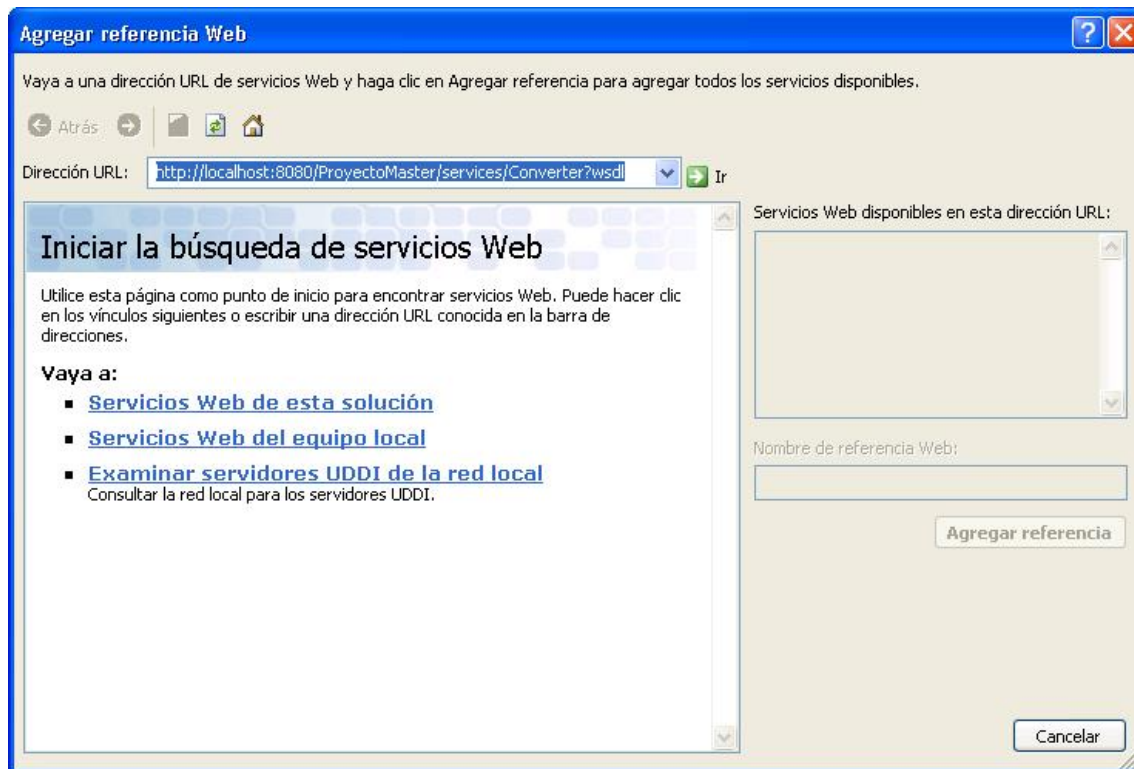 Agregar referencia Web
Vaya a una dirección URL de servicios Web y haga clic en Agregar referencia para agregar todos los servicios disponibles.
Atrás
Dirección URL: http://localhost:8080/ProyectoMaster/services/Converter?wsdl Ir
Iniciar la búsqueda de servicios Web
Utilice esta página como punto de inicio para encontrar servicios Web. Puede hacer clic
en los vínculos siguientes o escribir una dirección URL conocida en la barra de
direcciones.
Vaya a:
Servicios Web de esta solución
Servicios Web del equipo local
Examinar servidores UDDI de la red local
Consultar la red local para los servidores UDDI.
Servicios Web disponibles en esta dirección URL:
Nombre de referencia Web:
Agregar referencia
Cancelar